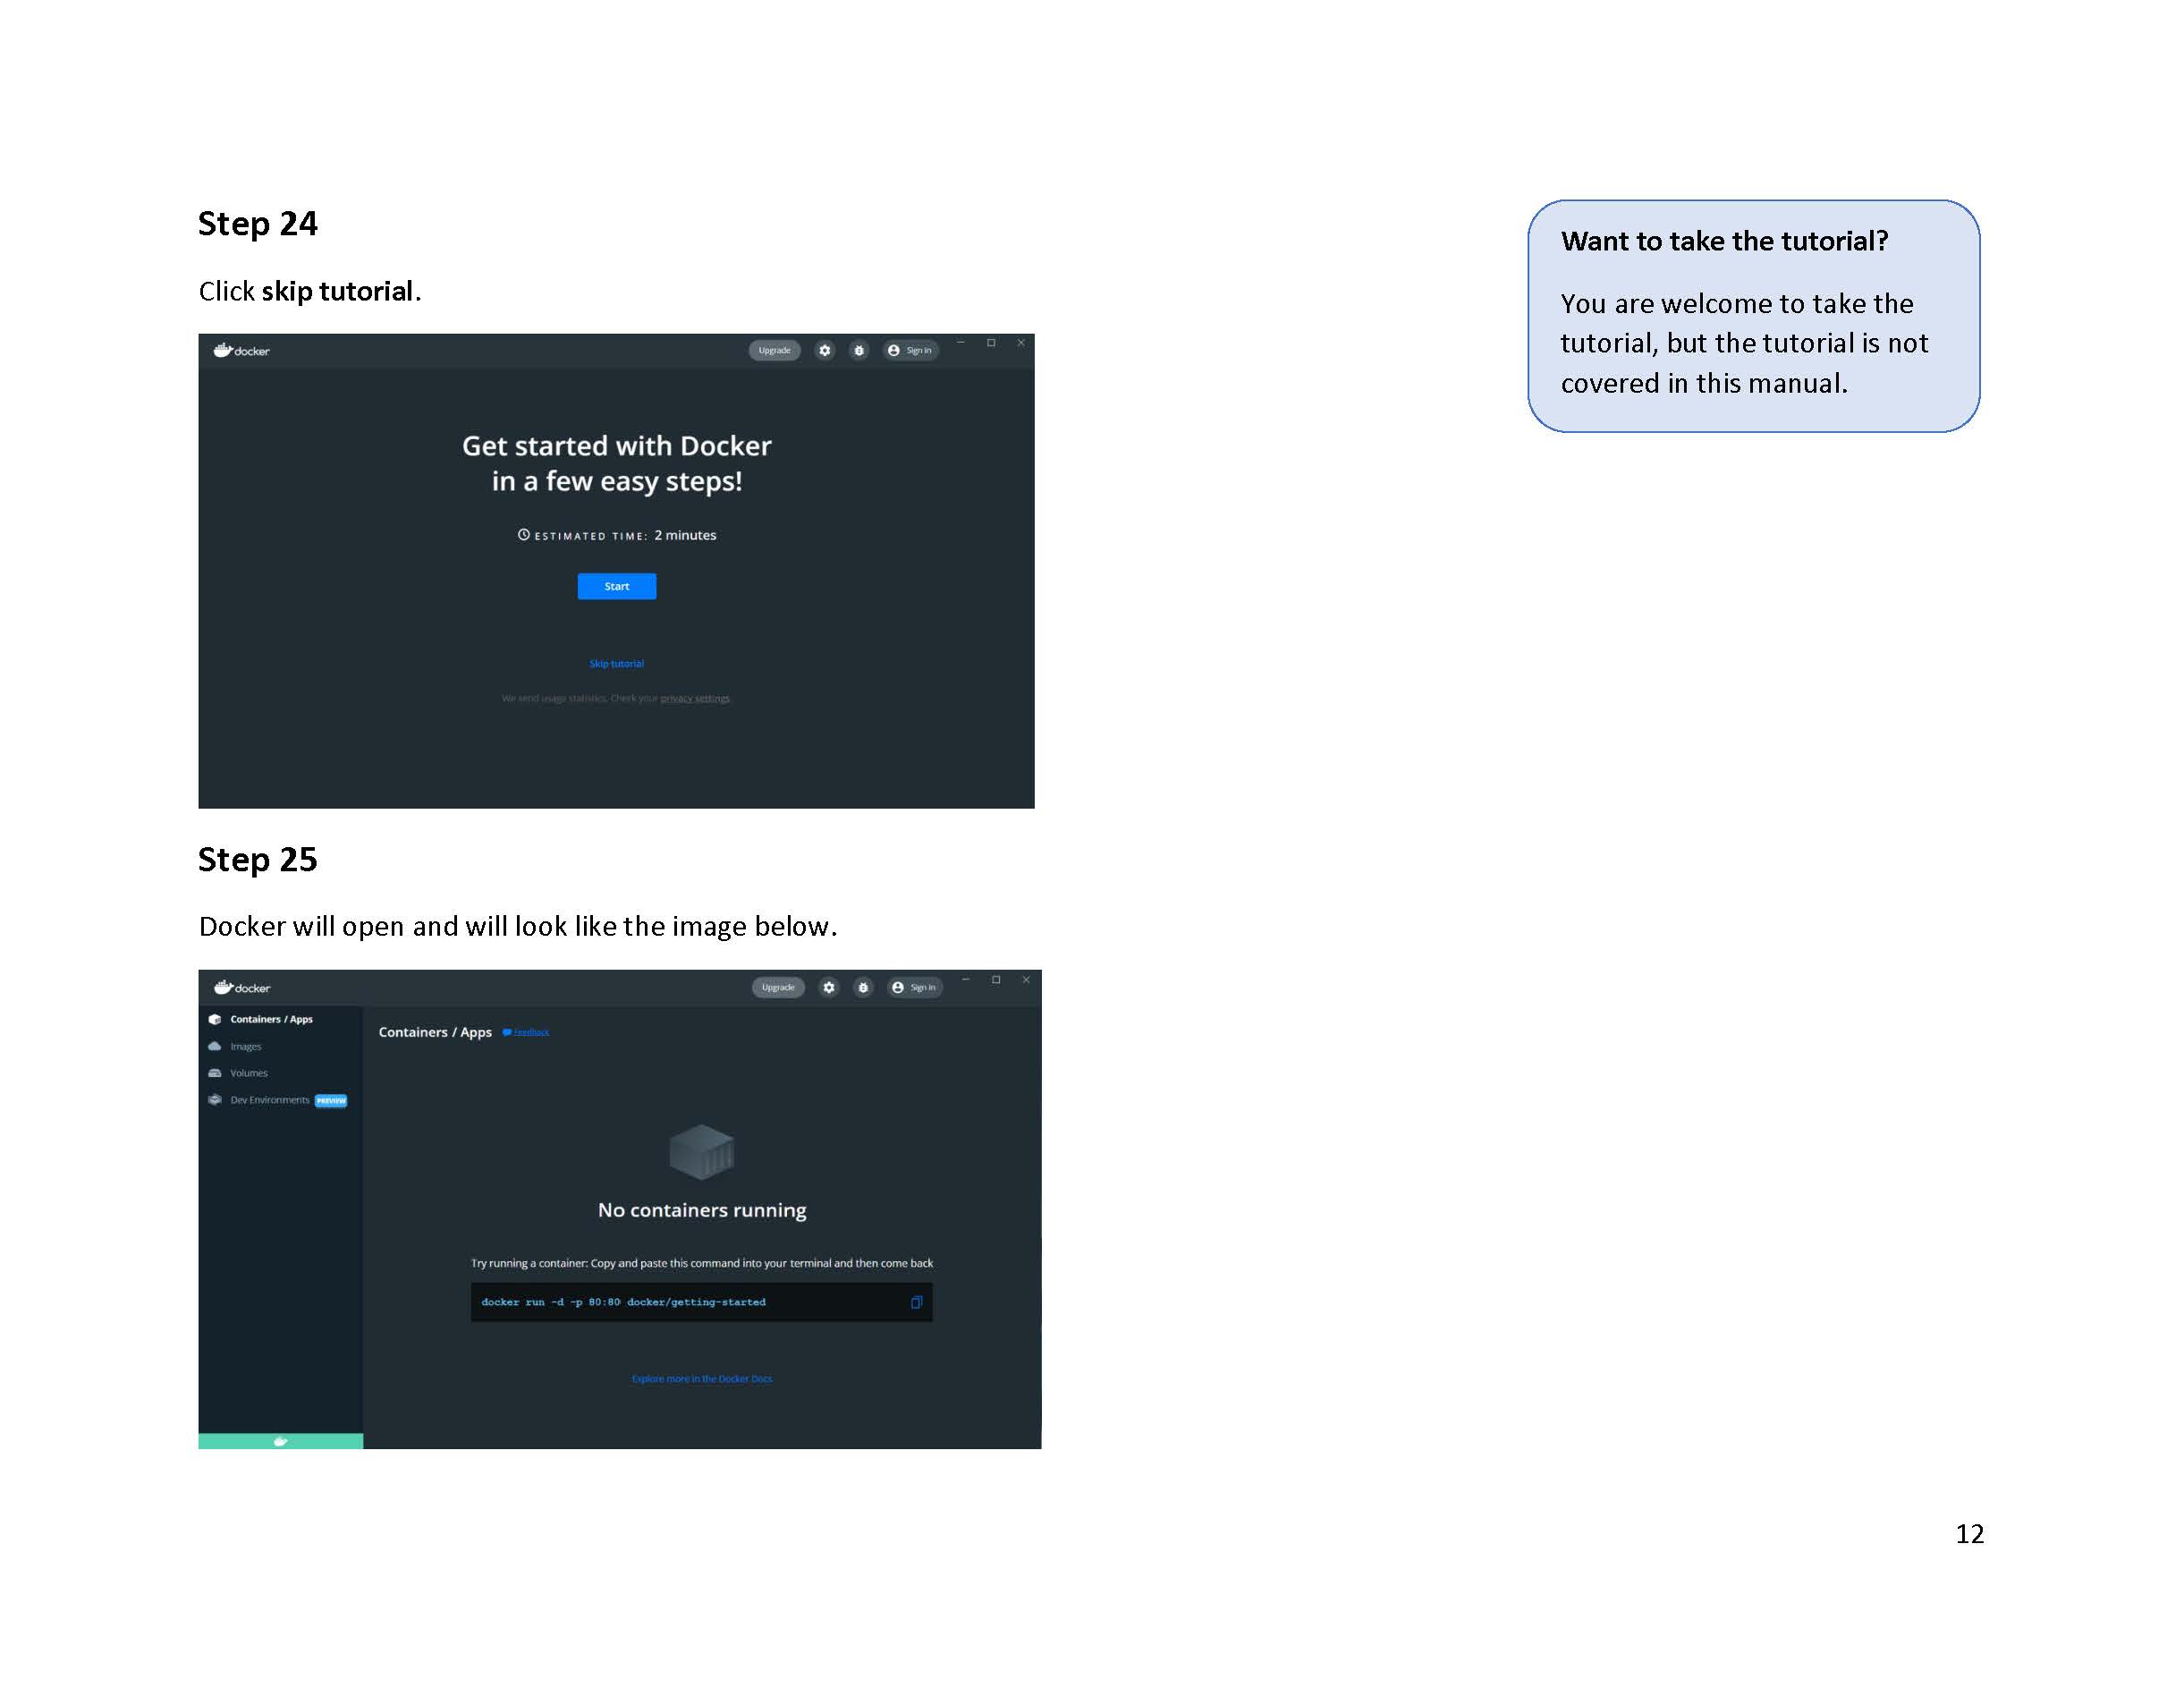 Step 24
Click skip tutorial.
docker
Upgrade
Sign in
Get started with Docker
in a few easy steps!
ESTIMATED TIME: 2 minutes
Start
Skip tutorial
We send usage statistics. Check your privacy settings.
Want to take the tutorial?
You are welcome to take the
tutorial, but the tutorial is not
covered in this manual.
Step 25
Docker will open and will look like the image below.
docker
Upgrade
Sign in
Containers / Apps
Images
Volumes
Dev Environments PREVIEW
Containers / Apps Feedback
No containers running
Try running a container: Copy and paste this command into your terminal and then come back
docker run -d -p 80:80 docker/getting-started
Explore more in the Docker Docs
12